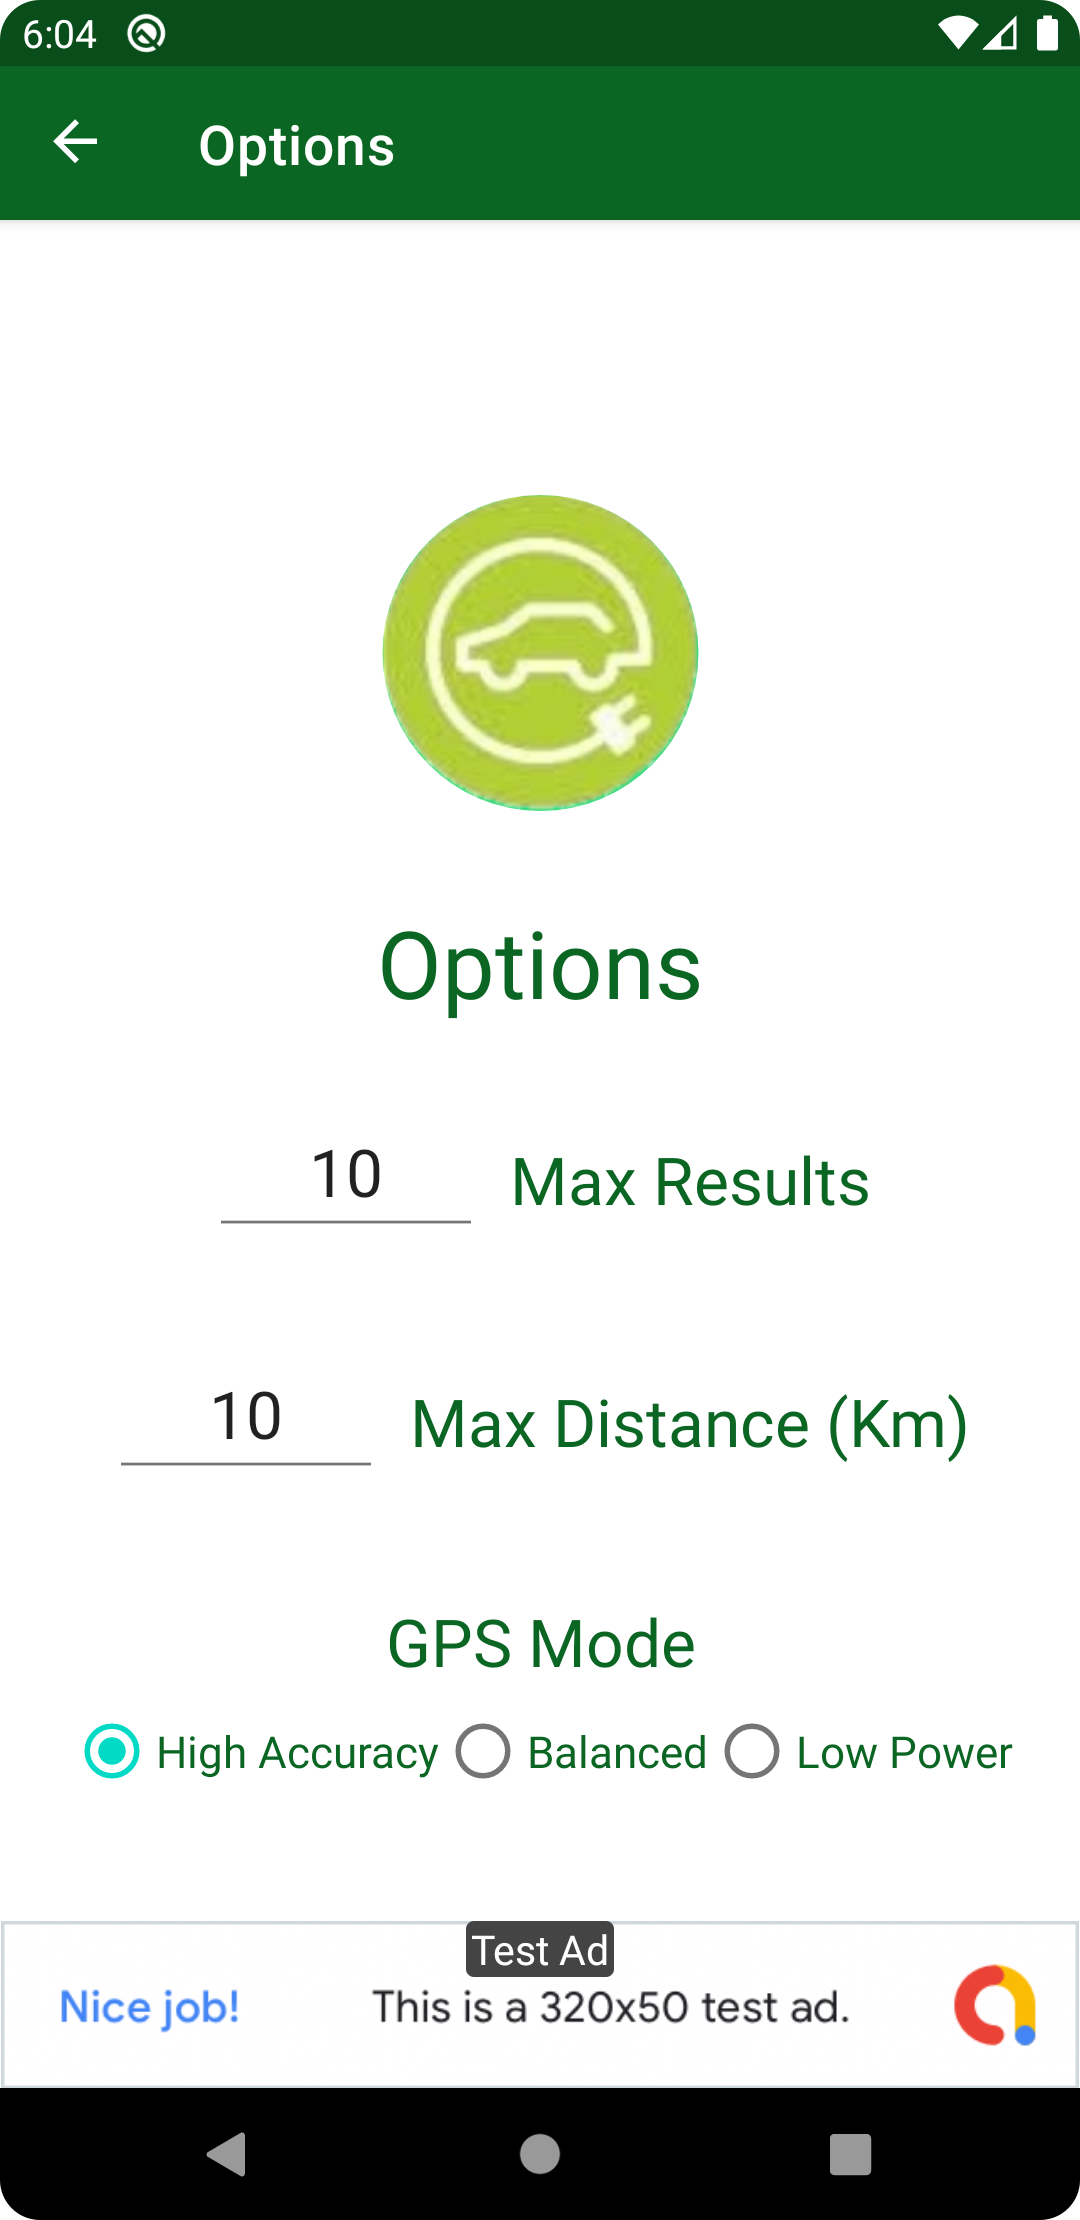 6:04
Options
Options
10 Max Results
10 Max Distance (Km)
GPS Mode
High Accuracy Balanced Low Power
Test Ad
Nice job! This is a 320x50 test ad.